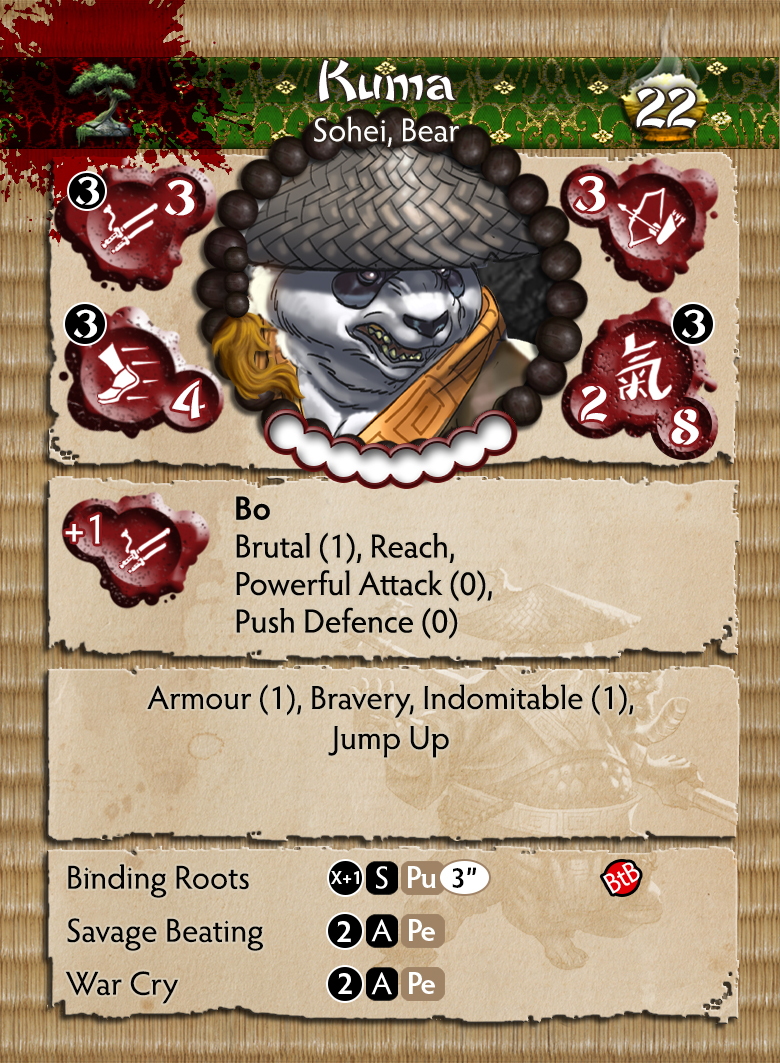 Kuma
22
Sohei, Bear
3 3
3
3 4
氣
3
2 8
+1
Bo
Brutal (1), Reach,
Powerful Attack (0),
Push Defence (0)
Armour (1), Bravery, Indomitable (1),
Jump Up
Binding Roots X+1 S Pu 3" BtB
Savage Beating 2 A Pe
War Cry 2 A Pe